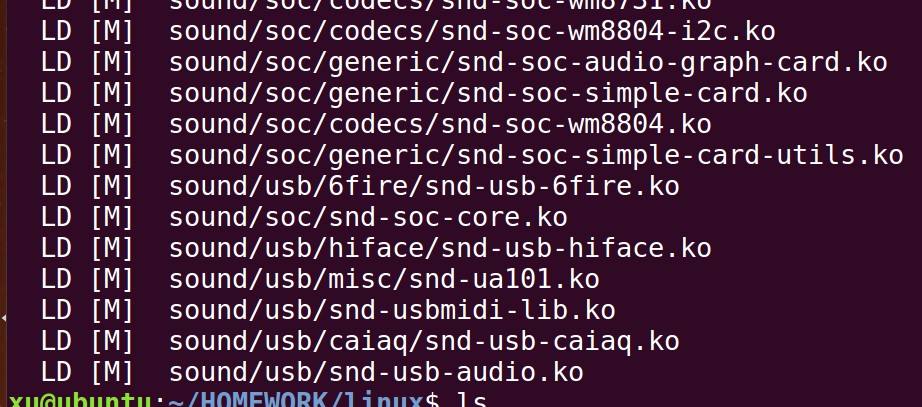 LD [M] sound/soc/codecs/snd-soc-wm8731.ko
LD [M] sound/soc/codecs/snd-soc-wm8804-i2c.ko
LD [M] sound/soc/generic/snd-soc-audio-graph-card.ko
LD [M] sound/soc/generic/snd-soc-simple-card.ko
LD [M] sound/soc/codecs/snd-soc-wm8804.ko
LD [M] sound/soc/generic/snd-soc-simple-card-utils.ko
LD [M] sound/usb/6fire/snd-usb-6fire.ko
LD [M] sound/soc/snd-soc-core.ko
LD [M] sound/usb/hiface/snd-usb-hiface.ko
LD [M] sound/usb/misc/snd-ua101.ko
LD [M] sound/usb/snd-usbmidi-lib.ko
LD [M] sound/usb/caiaq/snd-usb-caiaq.ko
LD [M] sound/usb/snd-usb-audio.ko
xu@ubuntu:~/HOMEWORK/linux$ ls